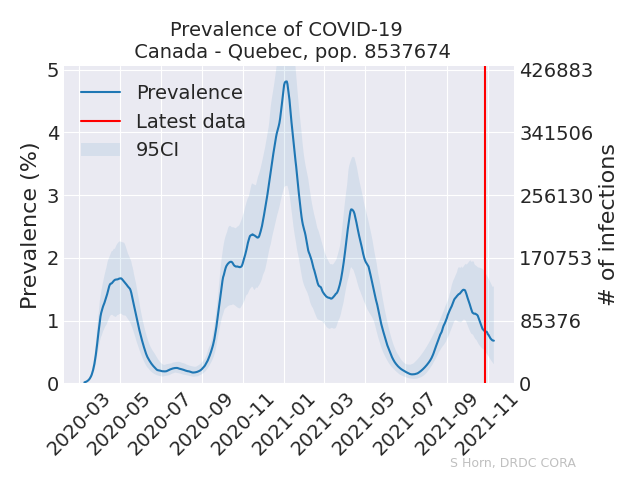 Prevalence of COVID-19
Canada - Quebec, pop. 8537674
Prevalence (%)
5
4
3
2
1
0
Prevalence
Latest data
95CI
426883
341506
256130
170753
85376
0
# of infections
2020-03
2020-05
2020-07
2020-09
2020-11
2021-01
2021-03
2021-05
2021-07
2021-09
2021-11
S Horn, DRDC CORA